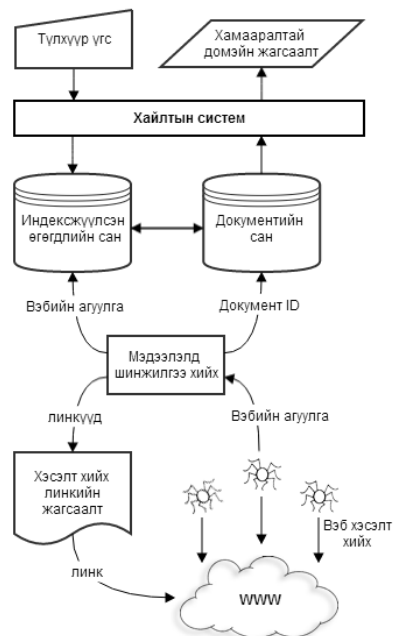 Түлхүүр үгс
Хамааралтай
домэйн жагсаалт
Хайлтын систем
Индексжүүлсэн
өгөгдлийн сан
Документийн
сан
Вэбийн агуулга
Документ ID
Мэдээлэлд
шинжилгээ хийх
линкүүд
Вэбийн агуулга
Хэсэлт хийх
линкийн
жагсаалт
Вэб хэсэлт
хийх
линк
WWW